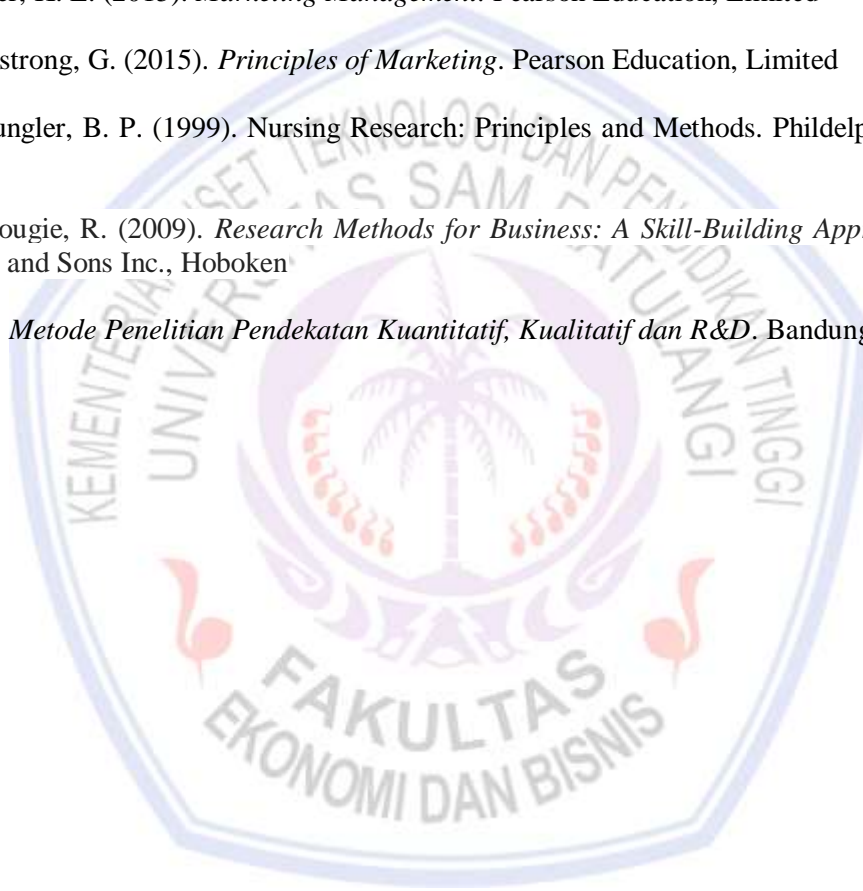 er, K. L. Marketing Management. Pearson Education, Limited
strong, G. (2015). Principles of Marketing. Pearson Education, Limited
ungler, B. P. (1999). Nursing Research: Principles and Methods. Phildelp
ougie, R. (2009). Research Methods for Business: A Skill-Building App
and Sons Inc., Hoboken
Metode Penelitian Pendekatan Kuantitatif, Kualitatif dan R&D. Bandung
KEMENTERIAN RISET TEKNOLOGI DAN PENDIDIKAN TINGGI
UNIVERSITAS SAM RATULANGI
FAKULTAS
EKONOMI DAN BISNIS